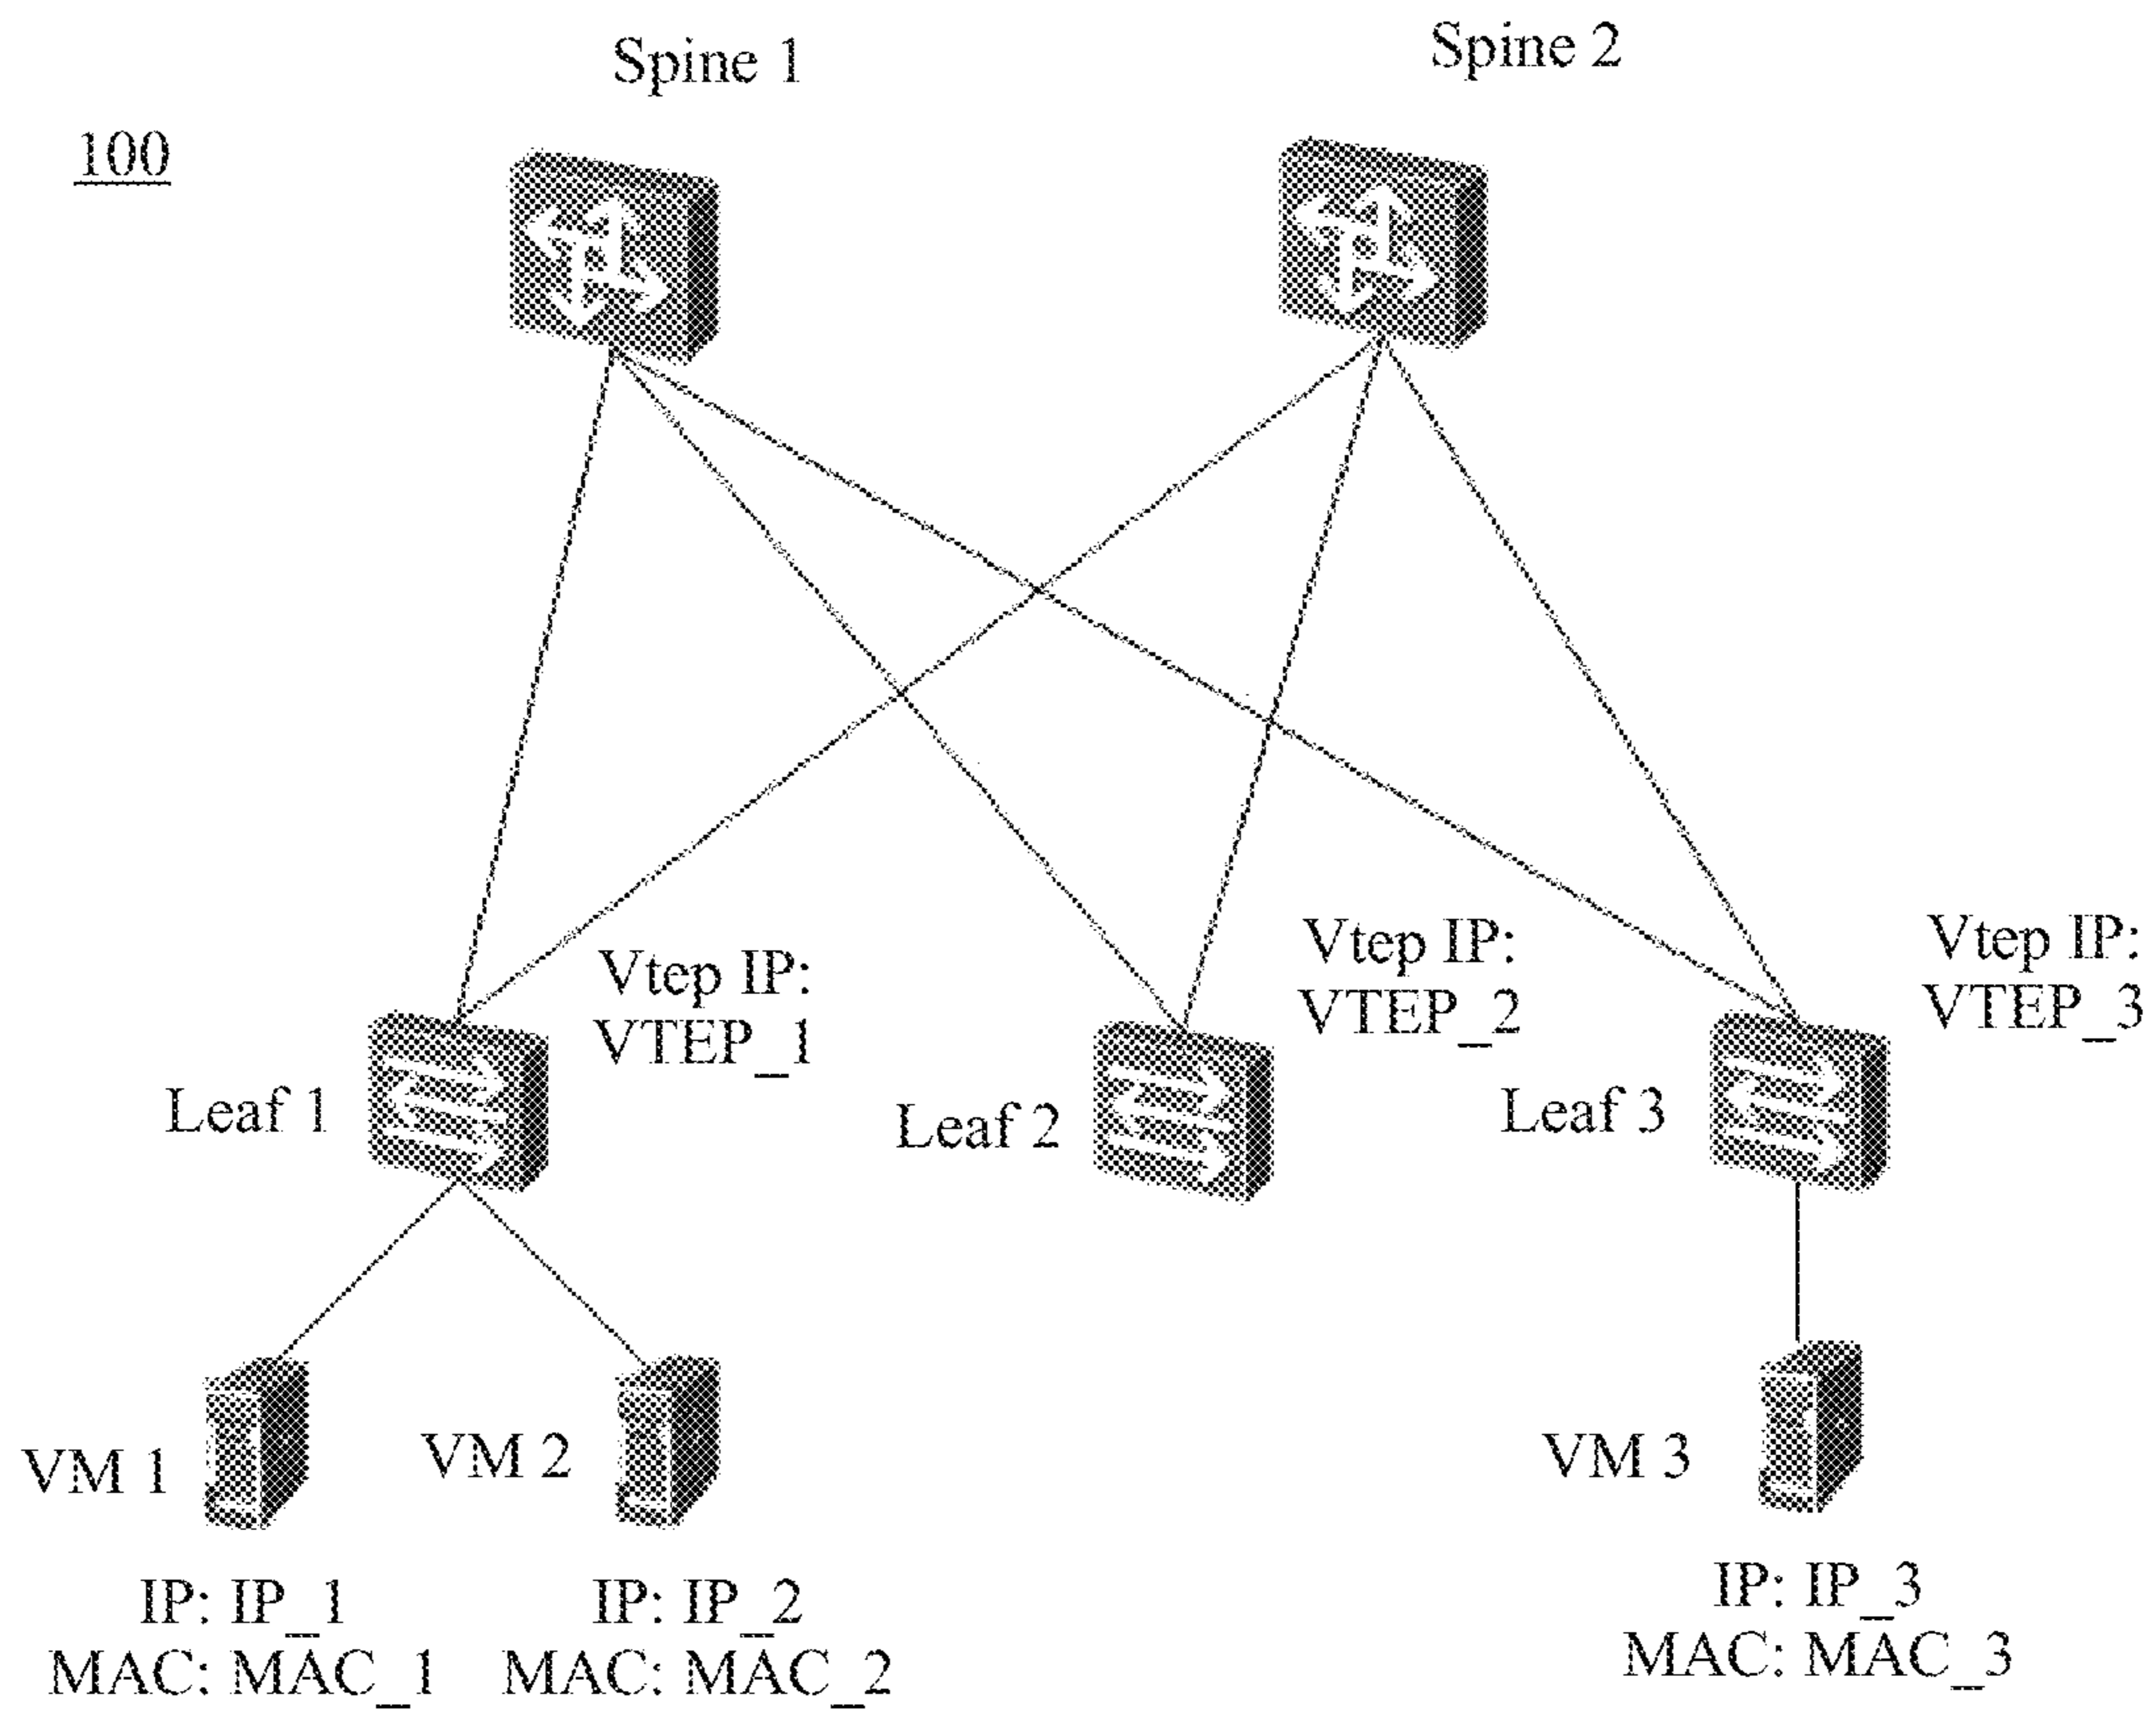 Spine 1
Spine 2
100
Vtep IP:
VTEP_1
Vtep IP:
VTEP_2
Vtep IP:
VTEP_3
Leaf 1
Leaf 2
Leaf 3
VM 1
VM 2
VM 3
IP: IP_1
MAC: MAC_1
IP: IP_2
MAC: MAC_2
IP: IP_3
MAC: MAC_3